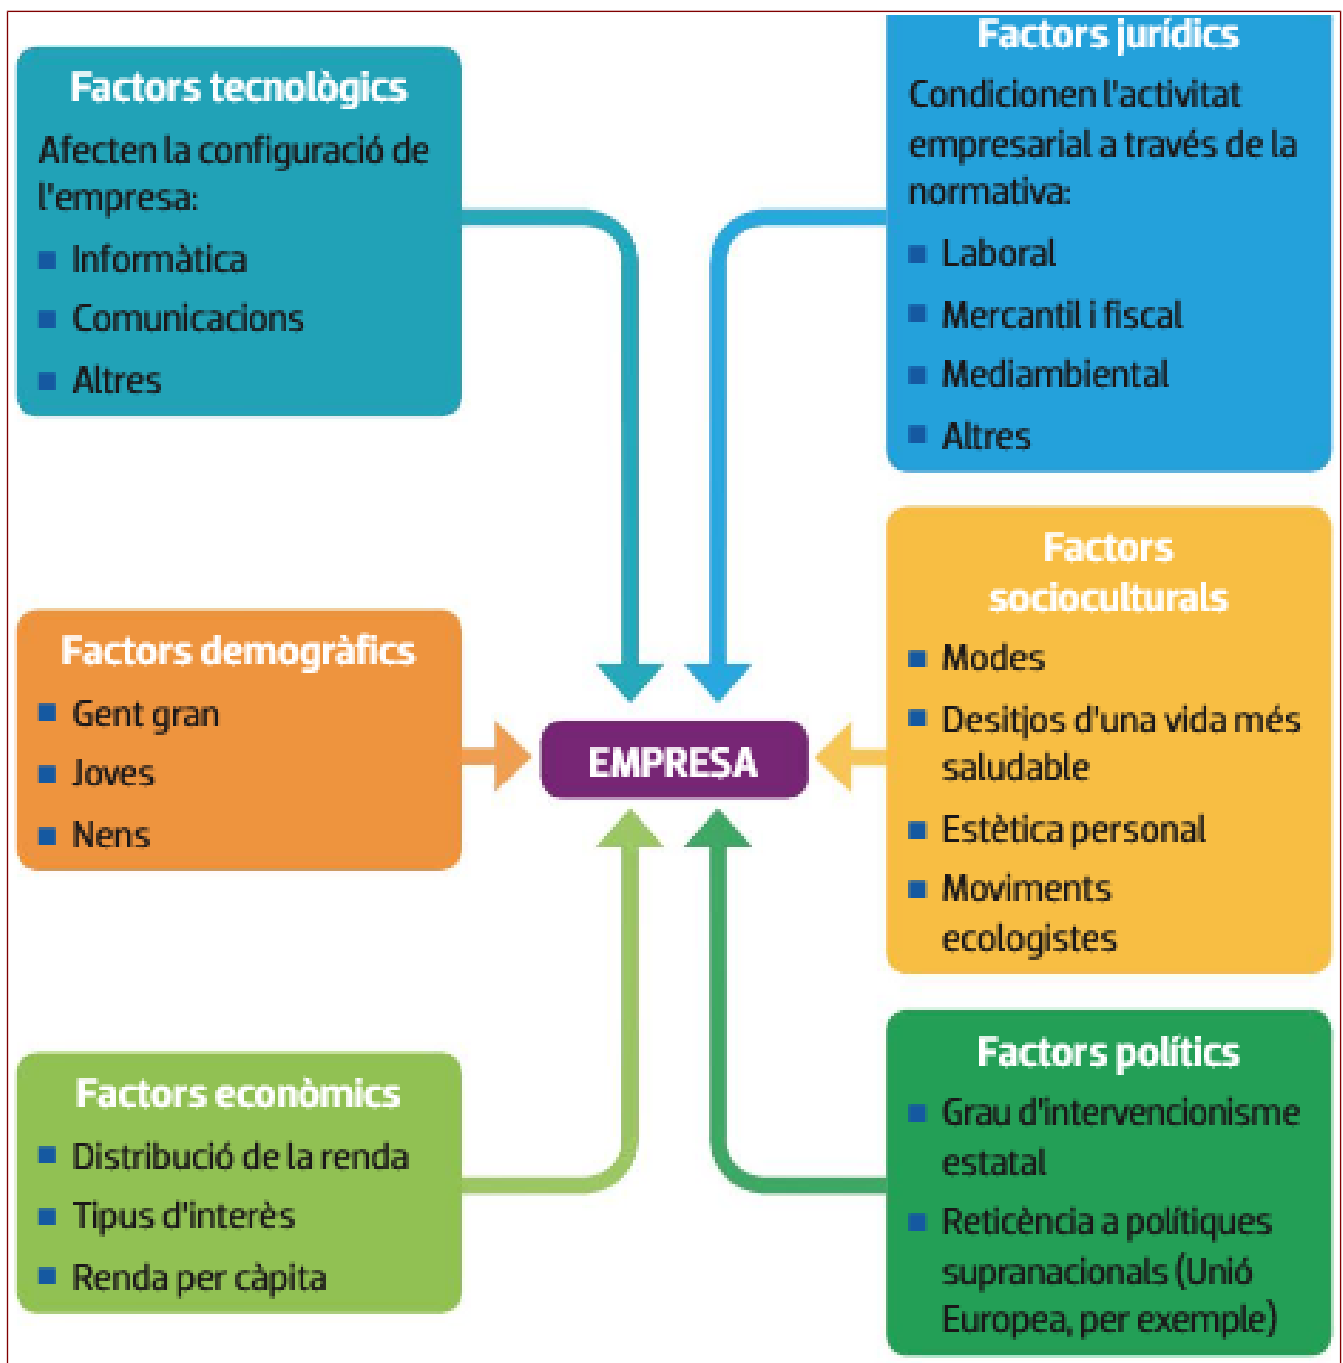 Factors tecnològics
Afecten la configuració de
l'empresa:
Informàtica
Comunicacions
Altres
Factors jurídics
Condicionen l'activitat
empresarial a través de la
normativa:
Laboral
Mercantil i fiscal
Mediambiental
Altres
Factors demogràfics
Gent gran
Joves
Nens
EMPRESA
Factors
socioculturals
Modes
Desitjos d'una vida més
saludable
Estètica personal
Moviments
ecologistes
Factors econòmics
Distribució de la renda
Tipus d'interès
Renda per càpita
Factors polítics
Grau d'intervencionisme
estatal
Reticència a polítiques
supranacionals (Unió
Europea, per exemple)